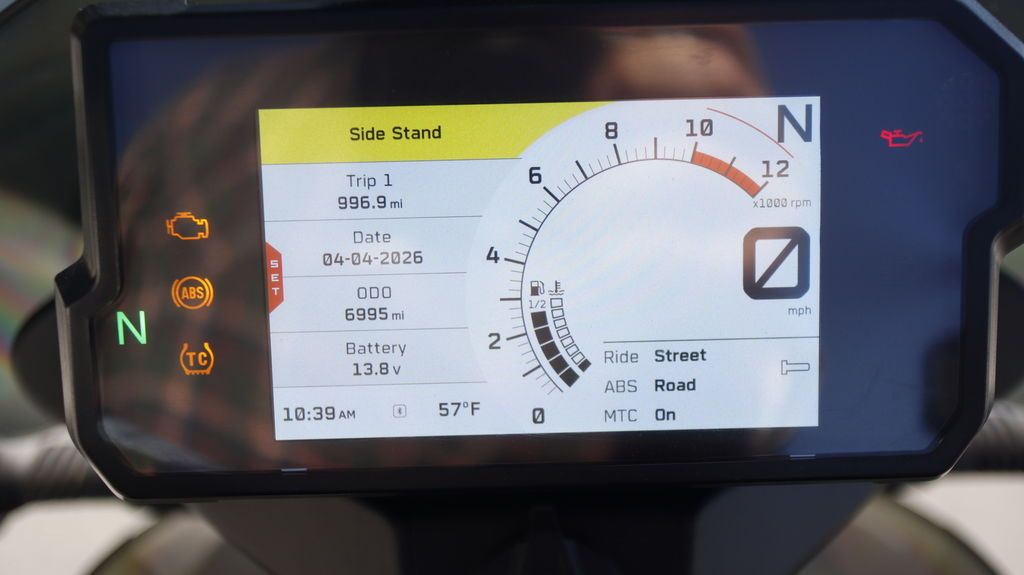 Side Stand
Trip 1
996.9 mi
Date
04-04-2026
ODO
6995 mi
Battery
13.8 V
10:39 AM
57°F
SET
ABS
N
TC
1/2
0
2
4
6
8
10
12
N
x1000 rpm
0
mph
Ride Street
ABS Road
MTC On